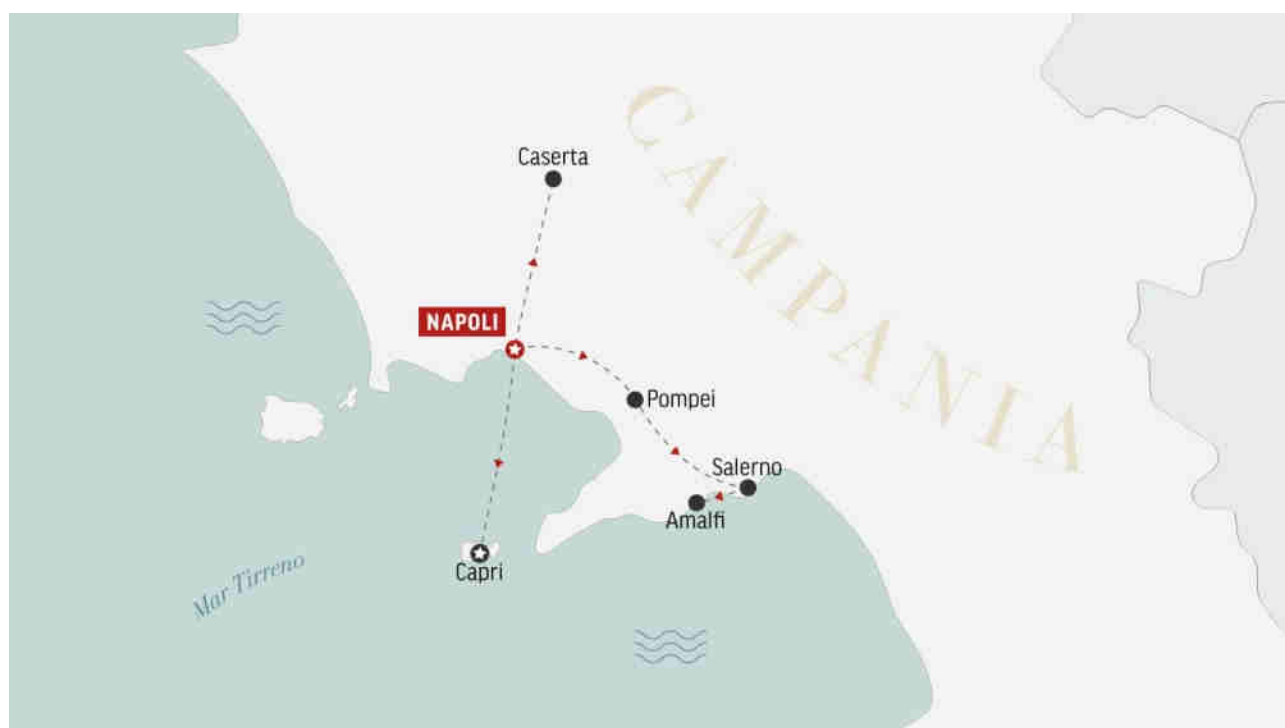 CAMPANIA
Caserta
NAPOLI
Pompei
Salerno
Amalfi
Capri
Mar Tirreno